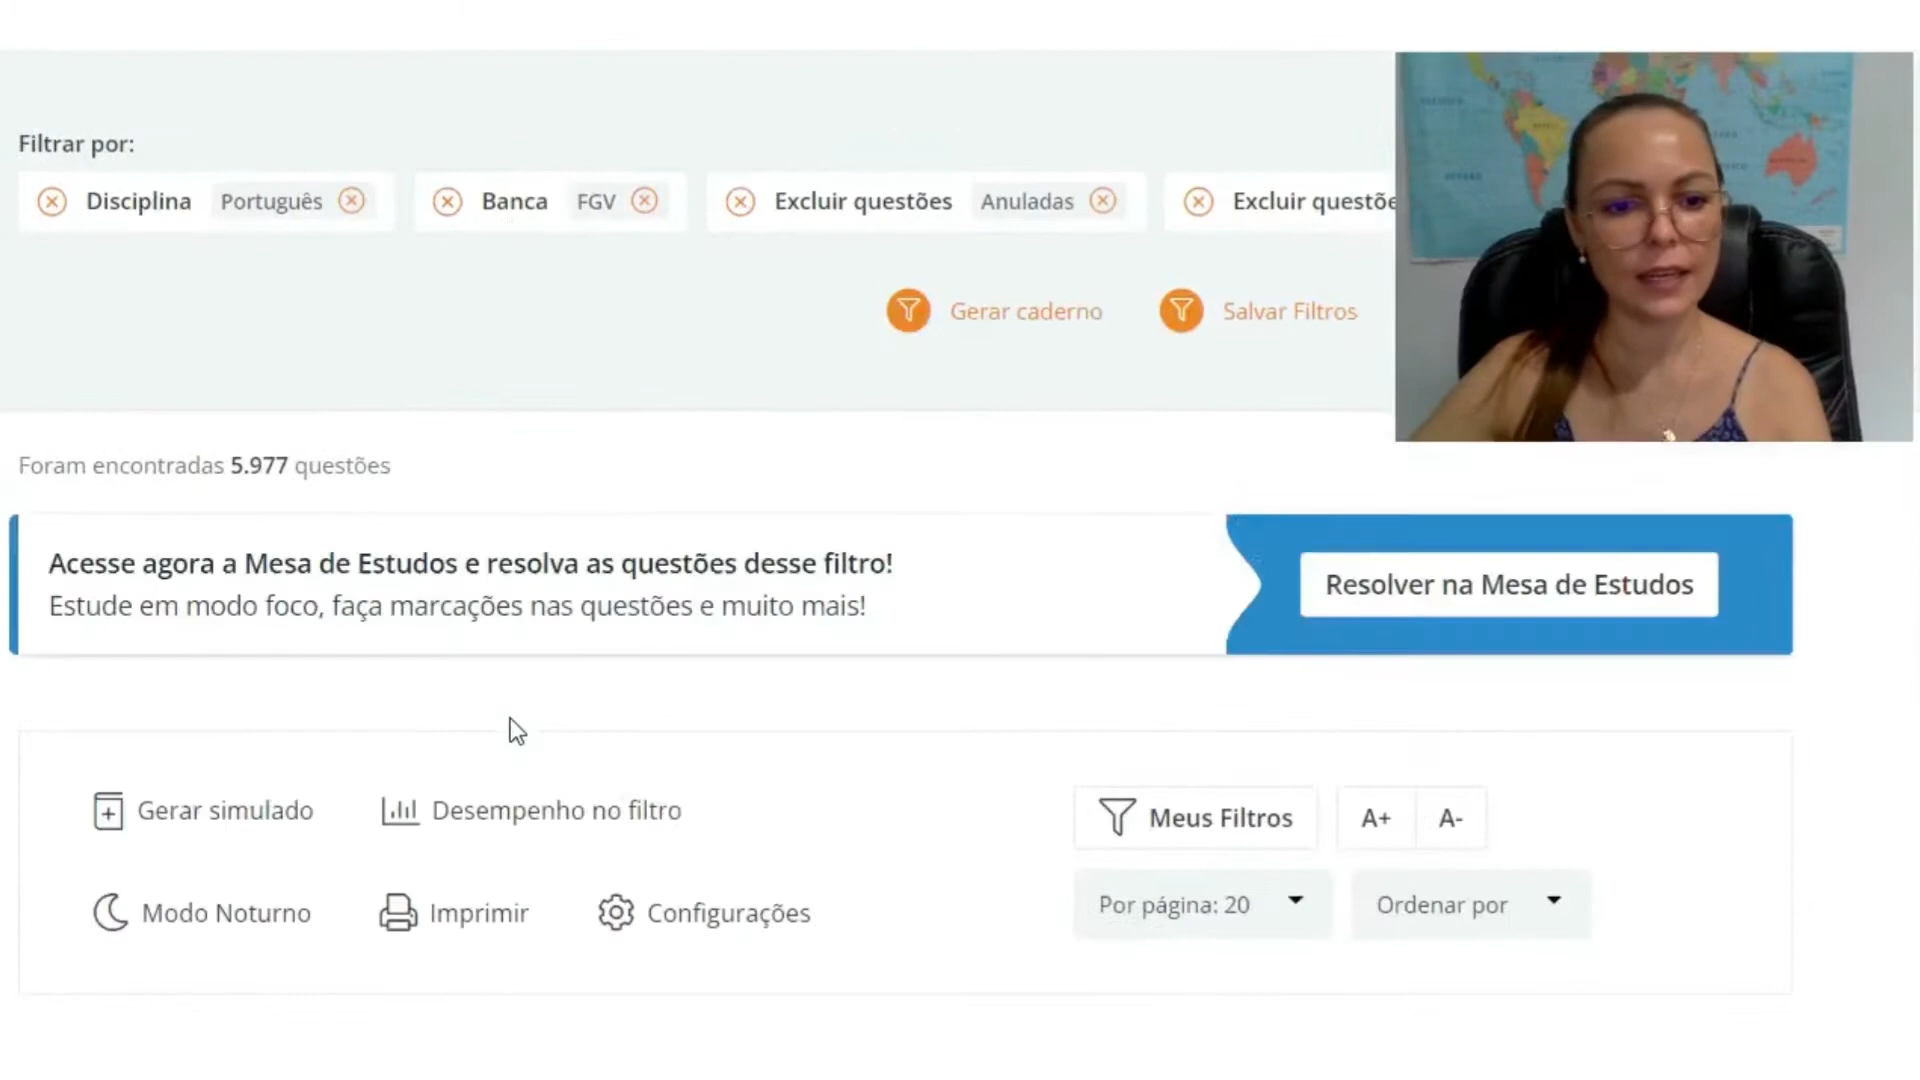 Filtrar por:
Disciplina Português Banca FGV Excluir questões Anuladas Excluir questõe
Gerar caderno Salvar Filtros
Foram encontradas 5.977 questões
Acesse agora a Mesa de Estudos e resolva as questões desse filtro!
Estude em modo foco, faça marcações nas questões e muito mais!
Resolver na Mesa de Estudos
Gerar simulado Desempenho no filtro
Meus Filtros A+ A-
Modo Noturno Imprimir Configurações
Por página: 20 Ordenar por